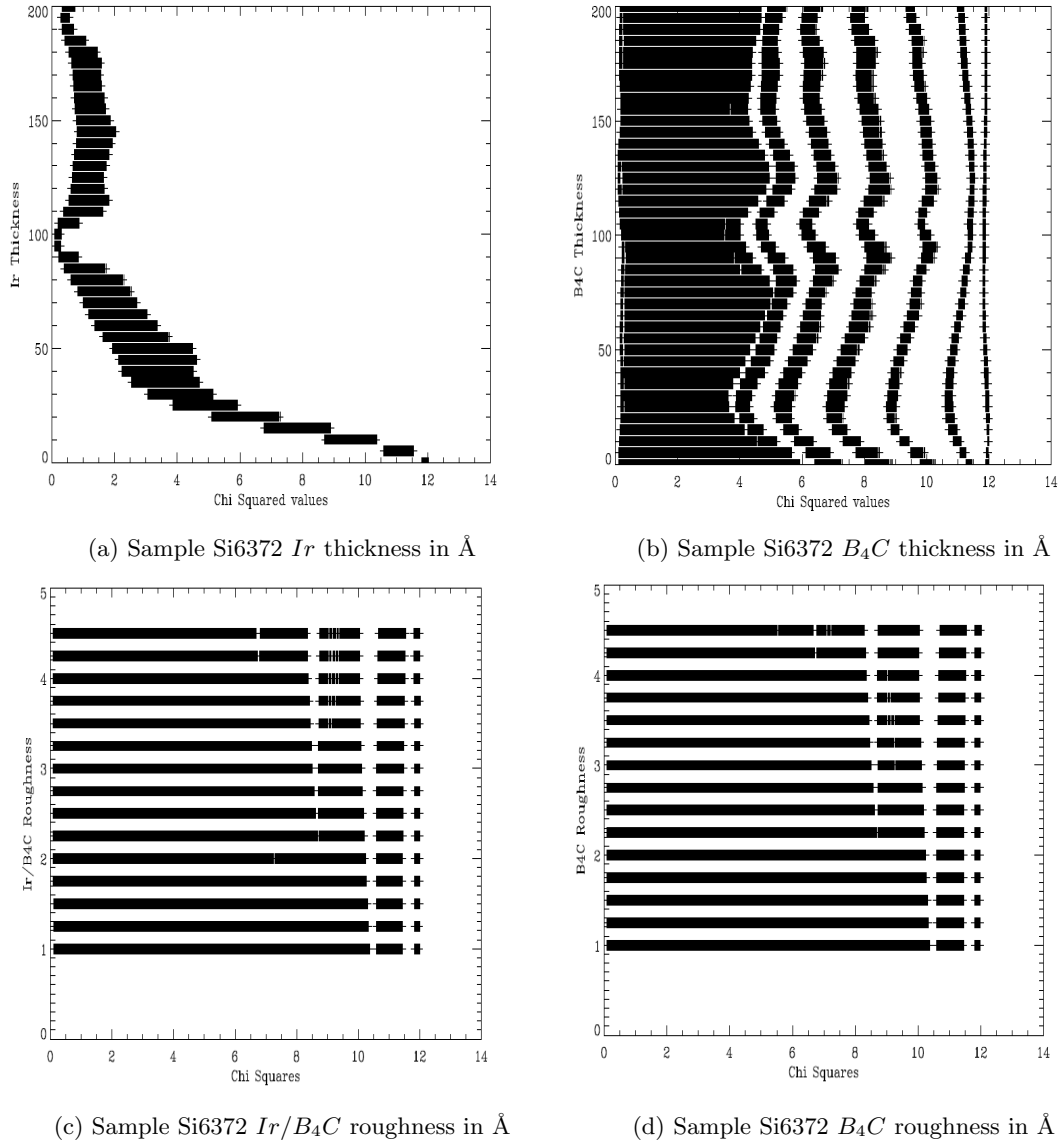 200
150
100
50
0
Ir Thickness
0 2 4 6 8 10 12 14
Chi Squared values
(a) Sample Si6372 Ir thickness in Å
200
150
100
50
0
B4C Thickness
0 2 4 6 8 10 12 14
Chi Squared values
(b) Sample Si6372 B₄C thickness in Å
5
4
3
2
1
0
Ir/B4C Roughness
0 2 4 6 8 10 12 14
Chi Squares
(c) Sample Si6372 Ir/B₄C roughness in Å
5
4
3
2
1
0
B4C Roughness
0 2 4 6 8 10 12 14
Chi Squares
(d) Sample Si6372 B₄C roughness in Å